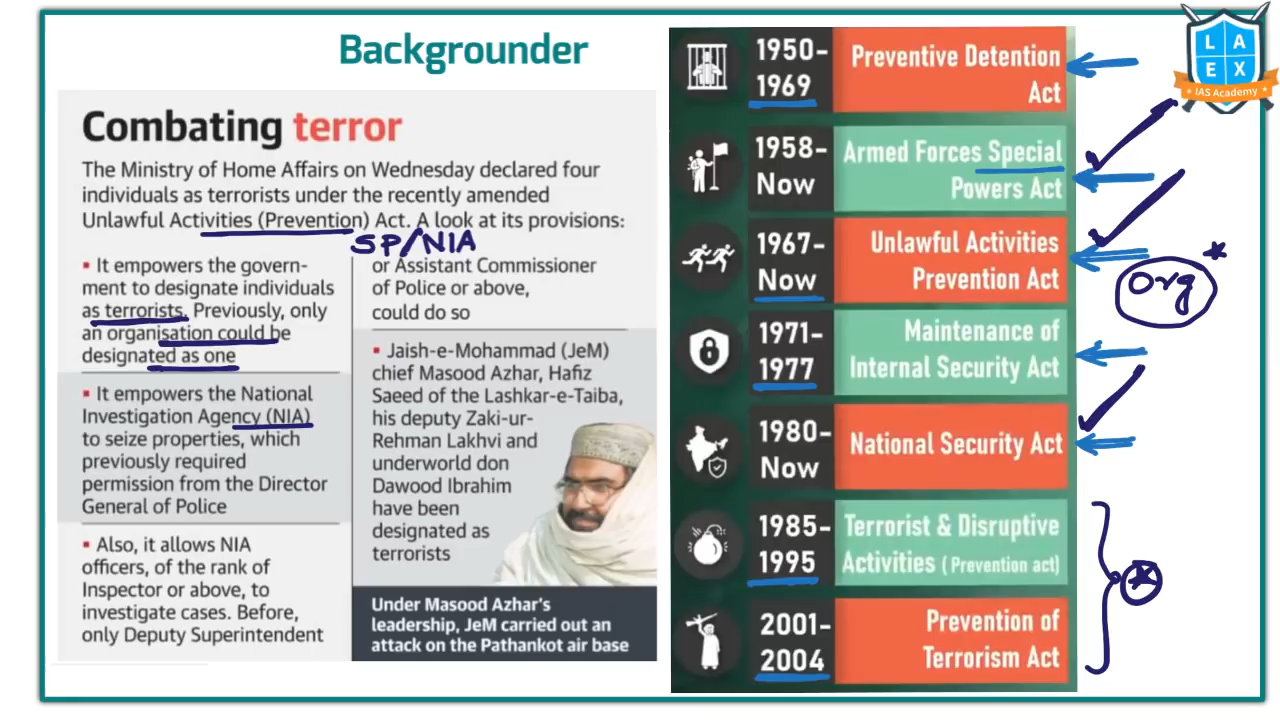 Backgrounder
Combating terror
The Ministry of Home Affairs on Wednesday declared four
individuals as terrorists under the recently amended
Unlawful Activities (Prevention) Act. A look at its provisions:
▪ It empowers the govern-
ment to designate individuals
as terrorists. Previously, only
an organisation could be
designated as one
▪ It empowers the National
Investigation Agency (NIA)
to seize properties, which
previously required
permission from the Director
General of Police
▪ Also, it allows NIA
officers, of the rank of
Inspector or above, to
investigate cases. Before,
only Deputy Superintendent
SP/NIA
or Assistant Commissioner
of Police or above,
could do so
▪ Jaish-e-Mohammad (JeM)
chief Masood Azhar, Hafiz
Saeed of the Lashkar-e-Taiba,
his deputy Zaki-ur-
Rehman Lakhvi and
underworld don
Dawood Ibrahim
have been
designated as
terrorists
Under Masood Azhar's
leadership, JeM carried out an
attack on the Pathankot air base
1950-
1969
Preventive Detention
Act
1958-
Now
Armed Forces Special
Powers Act
1967-
Now
Unlawful Activities
Prevention Act
org*
1971-
1977
Maintenance of
Internal Security Act
1980-
Now
National Security Act
1985-
1995
Terrorist & Disruptive
Activities (Prevention act)
2001-
2004
Prevention of
Terrorism Act
L A
E X
IAS Academy